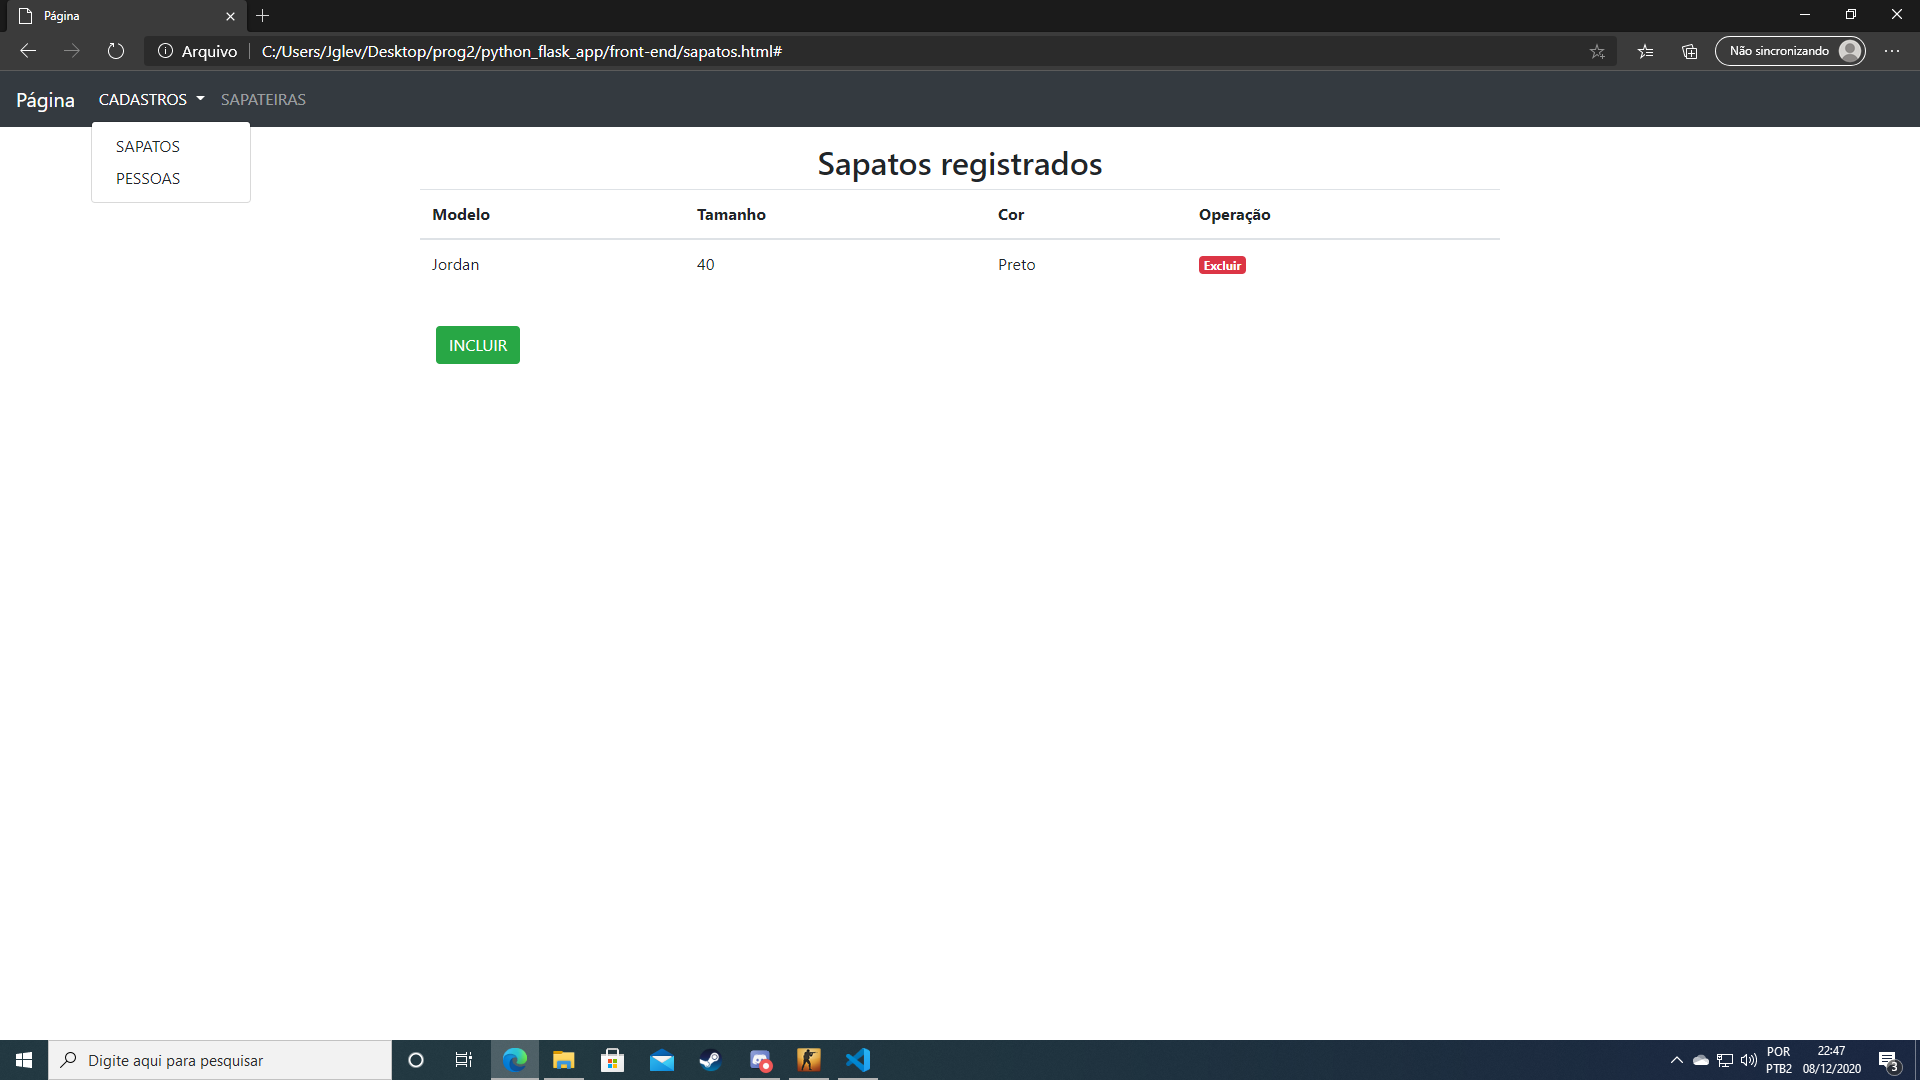 Página
Arquivo C:/Users/Jglev/Desktop/prog2/python_flask_app/front-end/sapatos.html#
Não sincronizando
Página CADASTROS SAPATEIRAS
SAPATOS
PESSOAS
Sapatos registrados
Modelo Tamanho Cor Operação
Jordan 40 Preto Excluir
INCLUIR
Digite aqui para pesquisar
POR
PTB2
22:47
08/12/2020
3